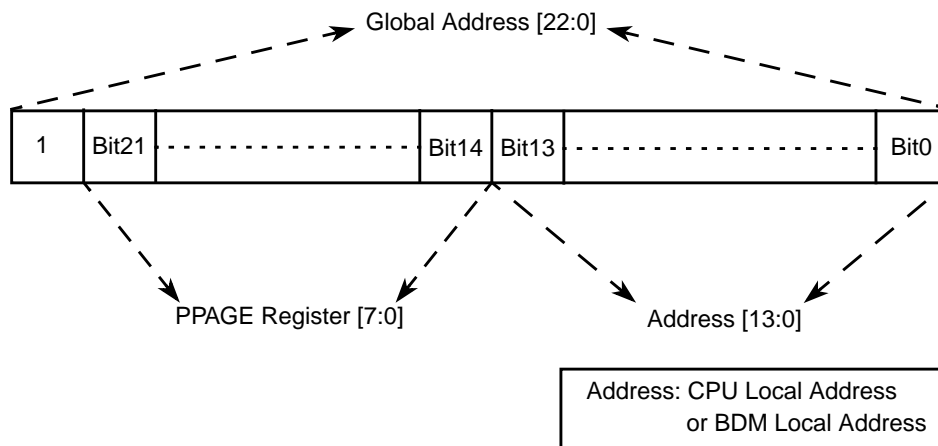 Global Address [22:0]
1 Bit21 Bit14 Bit13 Bit0
PPAGE Register [7:0]
Address [13:0]
Address: CPU Local Address
or BDM Local Address